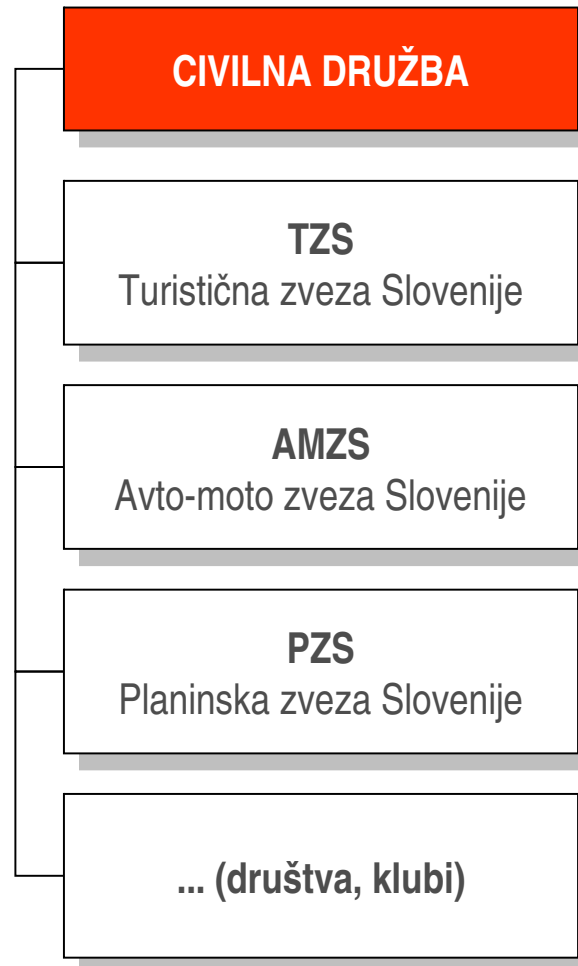 CIVILNA DRUŽBA
TZS
Turistična zveza Slovenije
AMZS
Avto-moto zveza Slovenije
PZS
Planinska zveza Slovenije
... (društva, klubi)